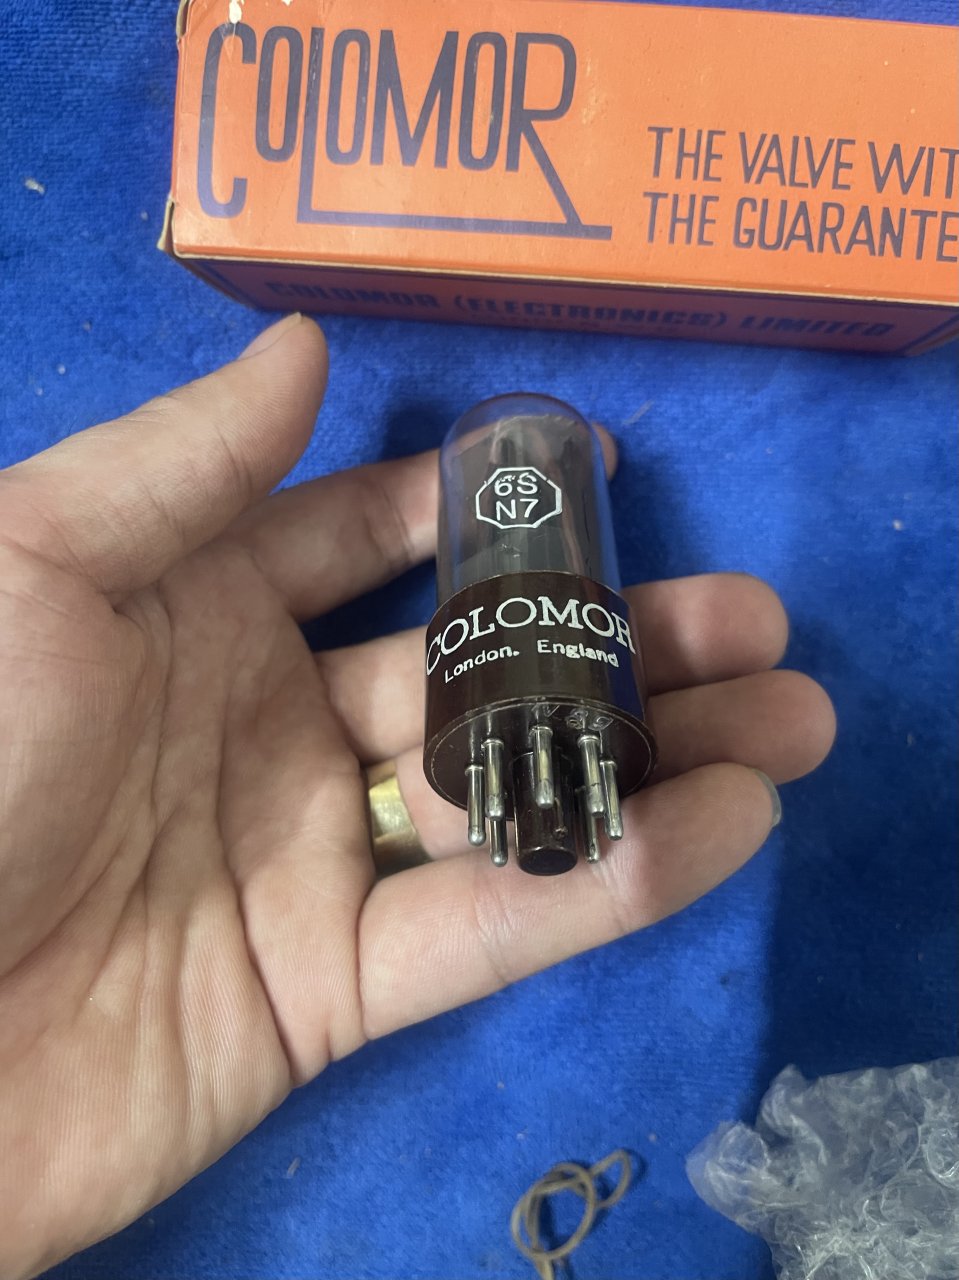 COLOMOR
THE VALVE WIT
THE GUARANTE
COLOMOR (ELECTRONICS) LIMITED
6S
N7
COLOMOR
London. England